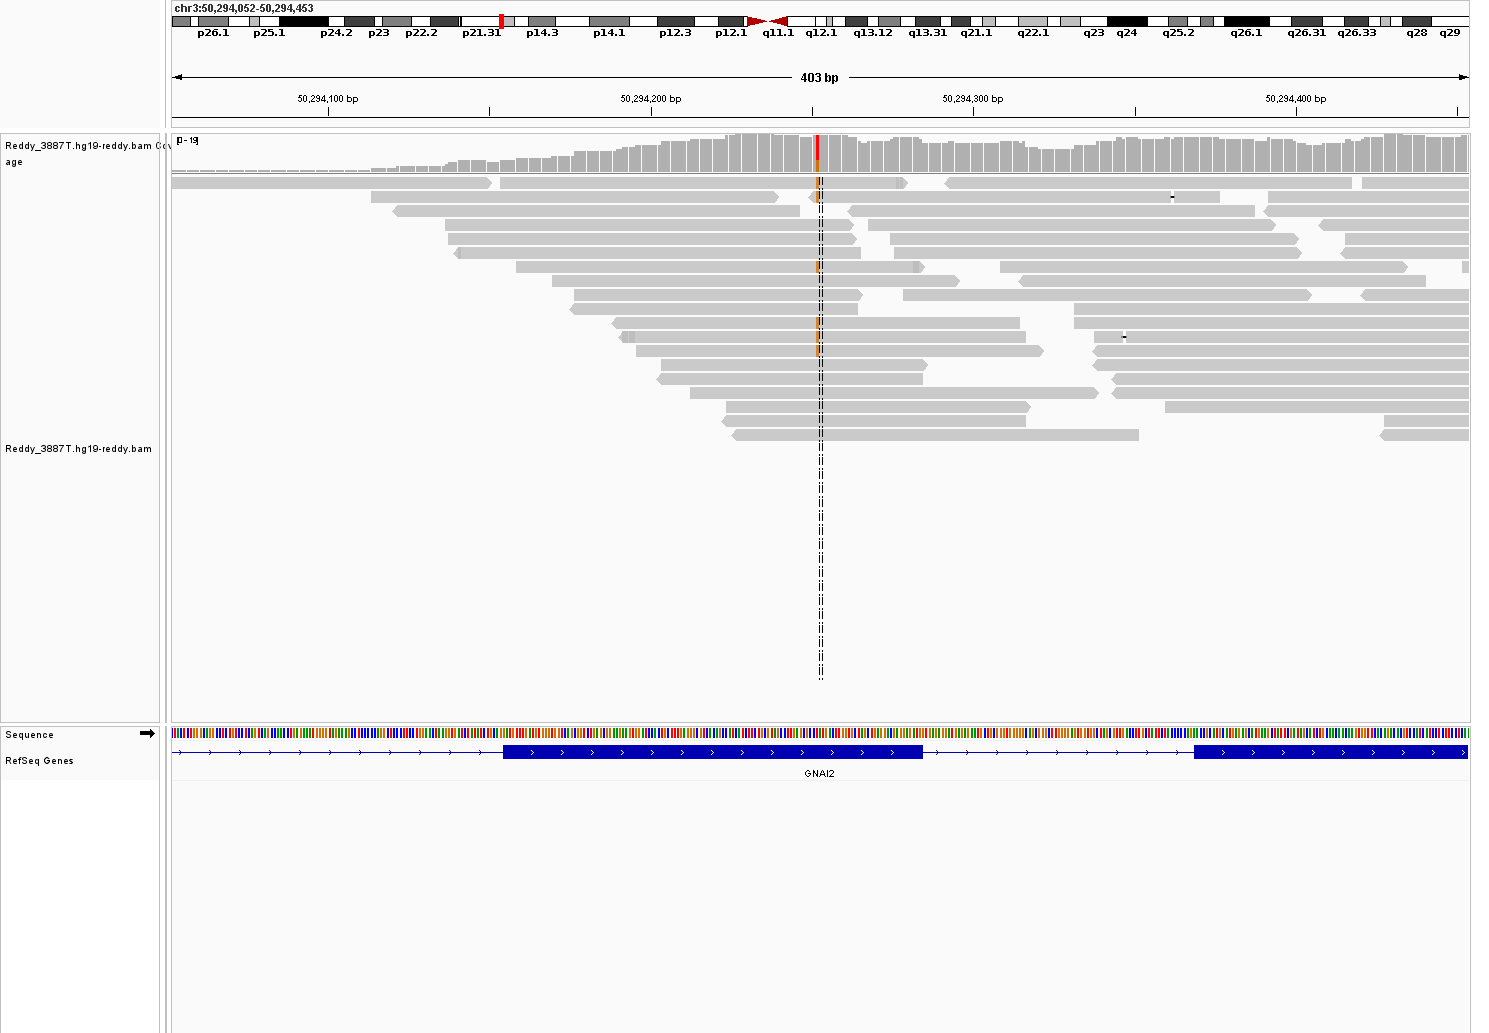 chr3:50,294,052-50,294,453
p26.1 p25.1 p24.2 p23 p22.2 p21.31 p14.3 p14.1 p12.3 p12.1 q11.1 q12.1 q13.12 q13.31 q21.1 q22.1 q23 q24 q25.2 q26.1 q26.31 q26.33 q28 q29
403 bp
50,294,100 bp 50,294,200 bp 50,294,300 bp 50,294,400 bp
[0 - 19]
Reddy_3887T.hg19-reddy.bam Cov
age
Reddy_3887T.hg19-reddy.bam
Sequence
RefSeq Genes
GNAI2